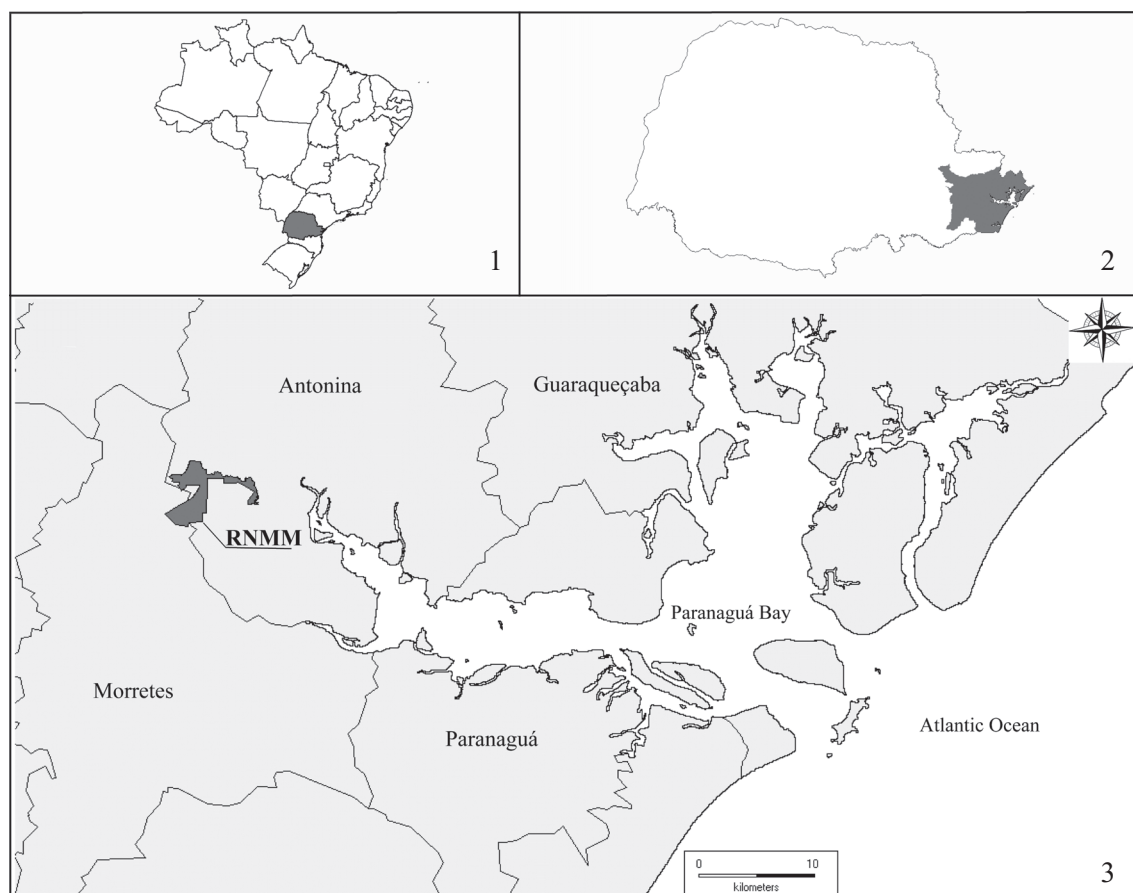 1
2
Antonina
Guaraqueçaba
RNMM
Paranaguá Bay
Morretes
Paranaguá
Atlantic Ocean
0 10
kilometers
3